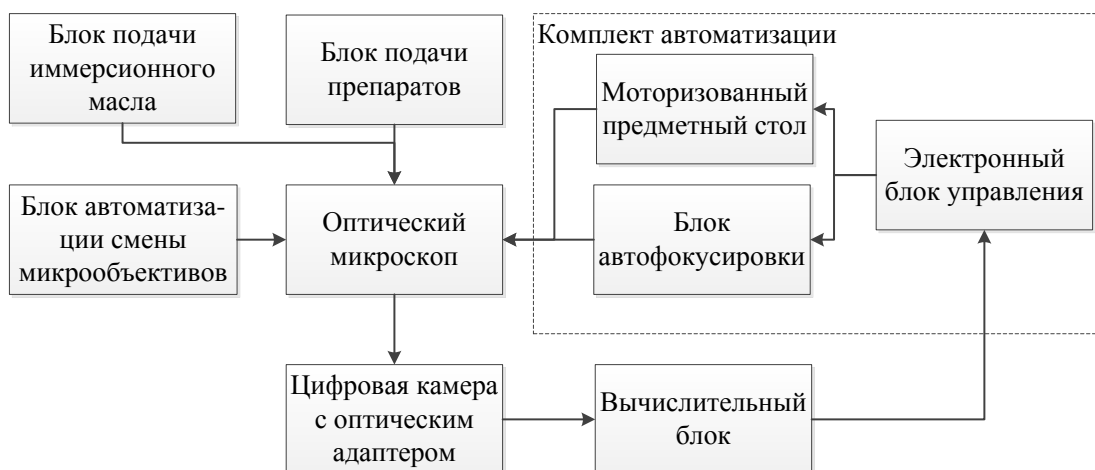 Блок подачи
иммерсионного
масла
Блок подачи
препаратов
Комплект автоматизации
Моторизованный
предметный стол
Электронный
блок управления
Блок автоматиза-
ции смены
микрообъективов
Оптический
микроскоп
Блок
автофокусировки
Цифровая камера
с оптическим
адаптером
Вычислительный
блок